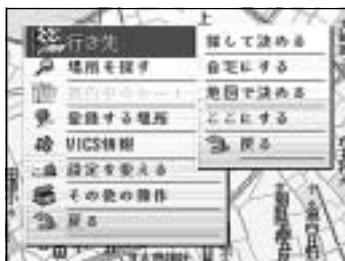 上
行き先
場所を探す
登録する場所
VICS情報
設定を変える
その他の操作
戻る
探して決める
自宅にする
地図で決める
ここにする
戻る